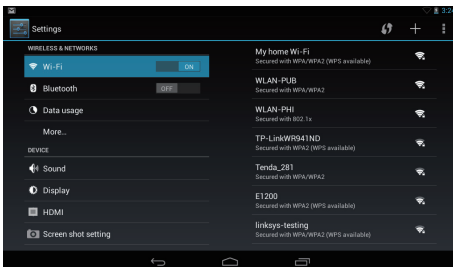 3:24
Settings
WIRELESS & NETWORKS
Wi-Fi
ON
Bluetooth
OFF
Data usage
More...
DEVICE
Sound
Display
HDMI
Screen shot setting
My home Wi-Fi
Secured with WPA/WPA2 (WPS available)
WLAN-PUB
Secured with WPA/WPA2
WLAN-PHI
Secured with 802.1x
TP-LinkWR941ND
Secured with WPA2 (WPS available)
Tenda_281
Secured with WPA/WPA2
E1200
Secured with WPA2 (WPS available)
linksys-testing
Secured with WPA/WPA2 (WPS available)